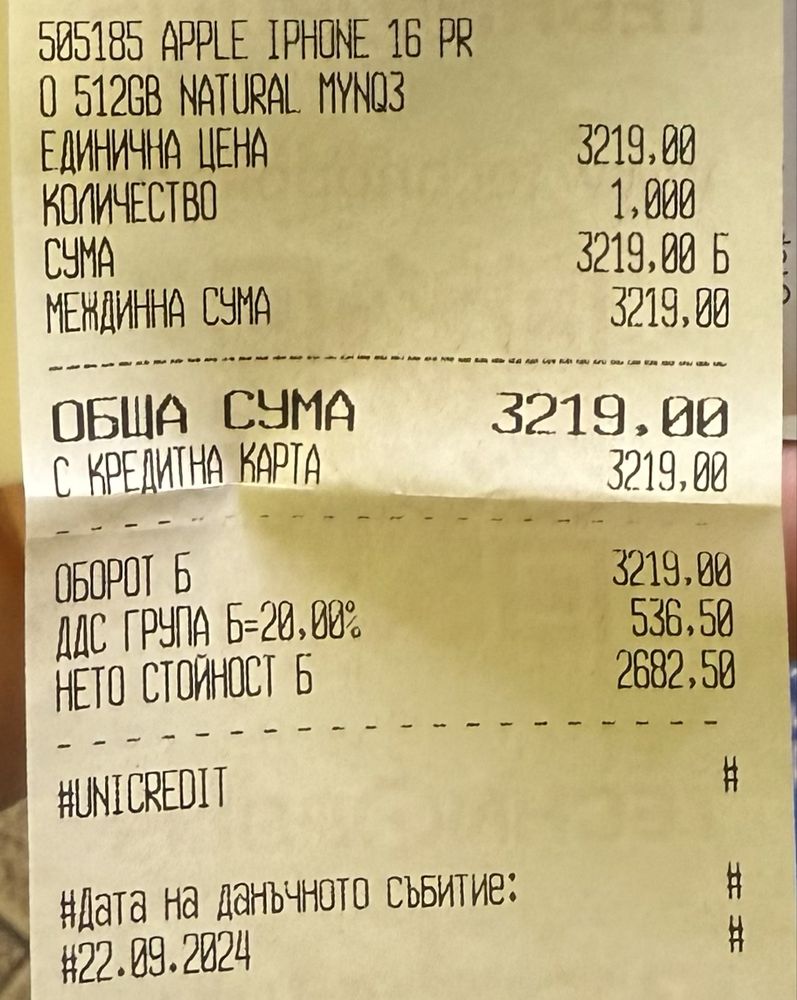 505185 APPLE IPHONE 16 PR
O 512GB NATURAL MYNQ3
ЕДИНИЧНА ЦЕНА 3219,00
КОЛИЧЕСТВО 1,000
СУМА 3219,00 Б
МЕЖДИННА СУМА 3219,00
ОБЩА СУМА 3219.00
С КРЕДИТНА КАРТА 3219,00
ОБОРОТ Б 3219,00
ДДС ГРУПА Б=20,00% 536,50
НЕТО СТОЙНОСТ Б 2682,50
#UNICREDIT #
#Дата на данъчното събитие: #
#22.09.2024 #